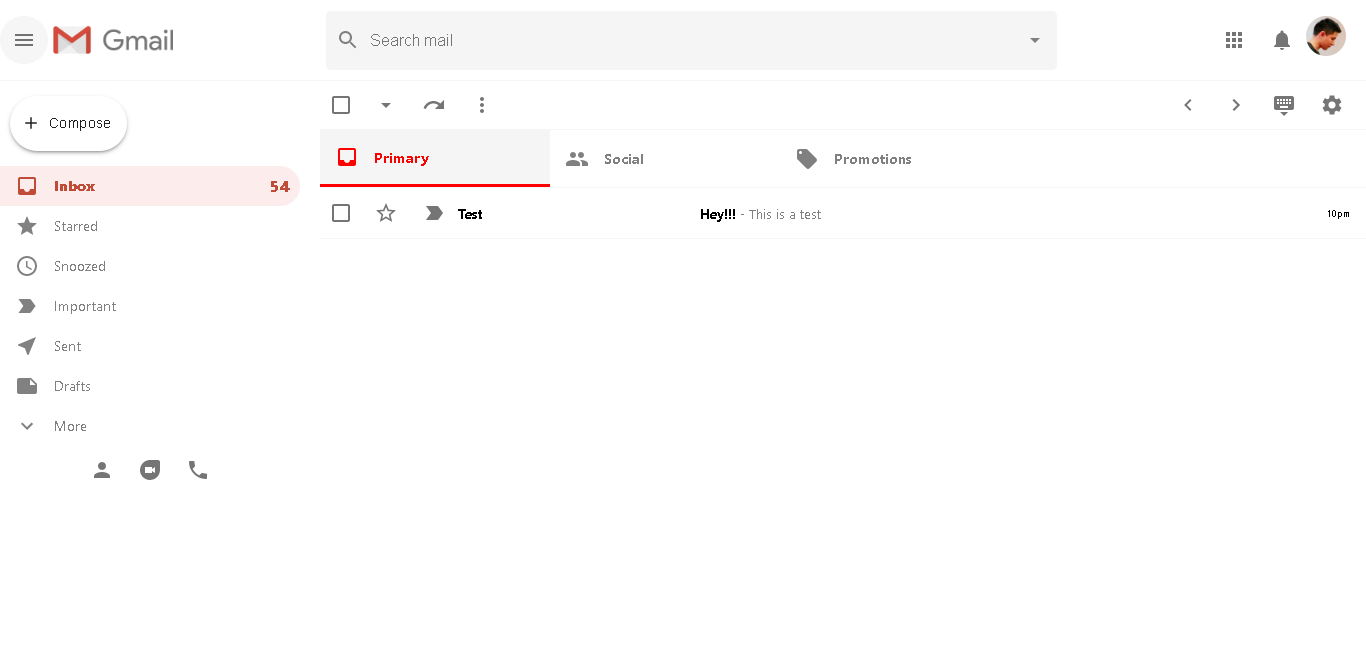 Gmail
Search mail
Compose
Primary
Social
Promotions
Inbox 54
Test Hey!!! - This is a test 10pm
Starred
Snoozed
Important
Sent
Drafts
More